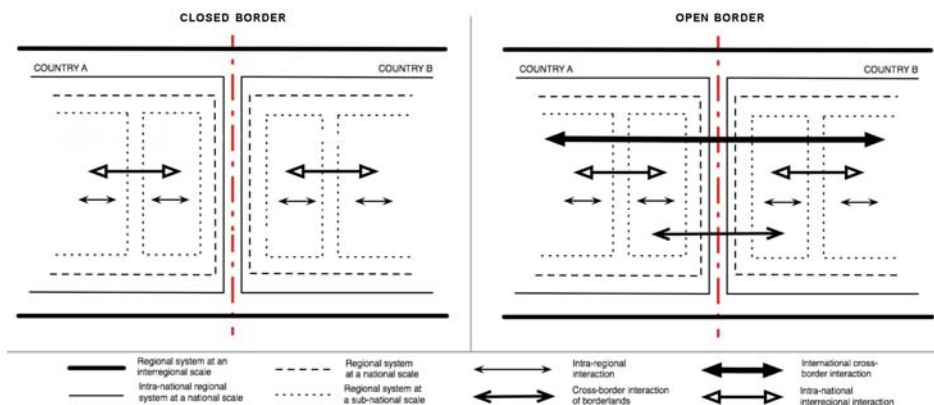 CLOSED BORDER
OPEN BORDER
COUNTRY A
COUNTRY B
COUNTRY A
COUNTRY B
Regional system at an
interregional scale
Intra-national regional
system at a national scale
Regional system
at a national scale
Regional system at
a sub-national scale
Intra-regional
interaction
Cross-border interaction
of borderlands
International cross-
border interaction
Intra-national
interregional interaction